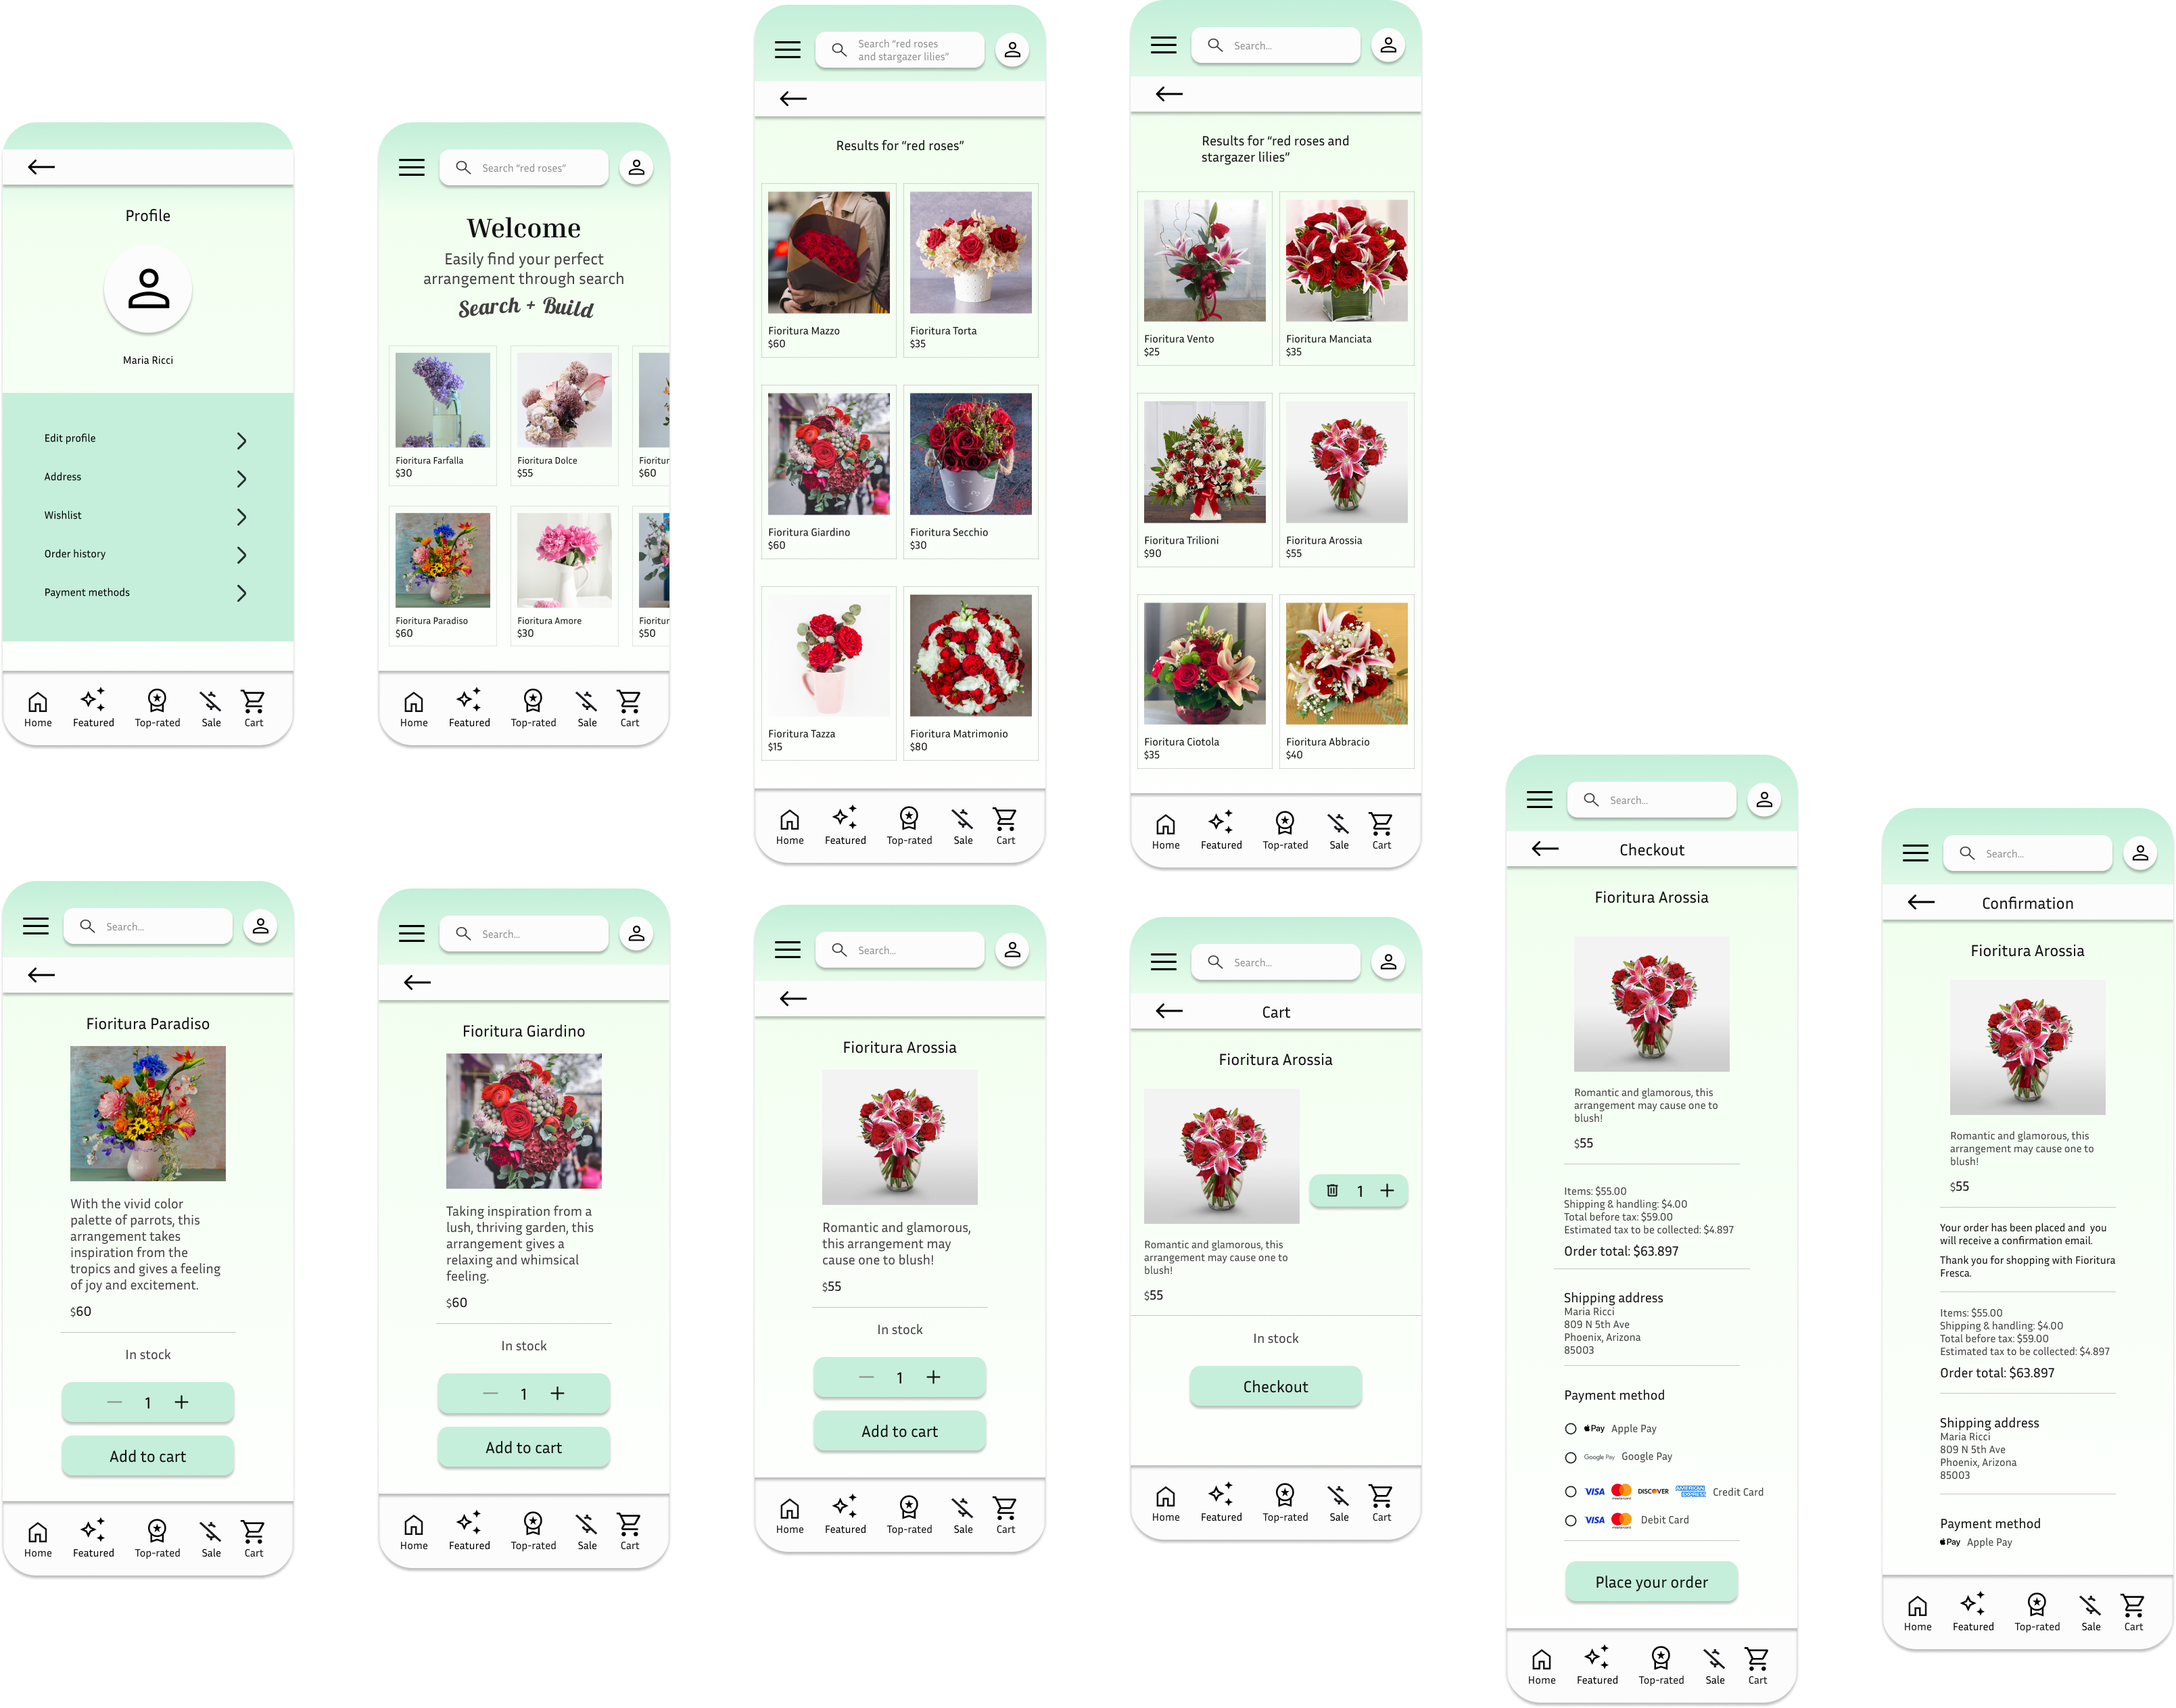 Profile
Maria Ricci
Edit profile
Address
Wishlist
Order history
Payment methods
Home Featured Top-rated Sale Cart
Search “red roses”
Welcome
Easily find your perfect
arrangement through search
Search + Build
Fioritura Farfalla
$30
Fioritura Dolce
$55
Fioritur
$60
Fioritura Paradiso
$60
Fioritura Amore
$30
Fioritur
$50
Home Featured Top-rated Sale Cart
Search “red roses
and stargazer lilies”
Results for “red roses”
Fioritura Mazzo
$60
Fioritura Torta
$35
Fioritura Giardino
$60
Fioritura Secchio
$30
Fioritura Tazza
$15
Fioritura Matrimonio
$80
Home Featured Top-rated Sale Cart
Search...
Results for “red roses and
stargazer lilies”
Fioritura Vento
$25
Fioritura Manciata
$35
Fioritura Trilioni
$90
Fioritura Arossia
$55
Fioritura Ciotola
$35
Fioritura Abbracio
$40
Home Featured Top-rated Sale Cart
Search...
Fioritura Paradiso
With the vivid color
palette of parrots, this
arrangement takes
inspiration from the
tropics and gives a feeling
of joy and excitement.
$60
In stock
— 1 +
Add to cart
Home Featured Top-rated Sale Cart
Search...
Fioritura Giardino
Taking inspiration from a
lush, thriving garden, this
arrangement gives a
relaxing and whimsical
feeling.
$60
In stock
— 1 +
Add to cart
Home Featured Top-rated Sale Cart
Search...
Fioritura Arossia
Romantic and glamorous,
this arrangement may
cause one to blush!
$55
In stock
— 1 +
Add to cart
Home Featured Top-rated Sale Cart
Search...
Cart
Fioritura Arossia
1 +
Romantic and glamorous, this
arrangement may cause one to
blush!
$55
In stock
Checkout
Home Featured Top-rated Sale Cart
Search...
Checkout
Fioritura Arossia
Romantic and glamorous, this
arrangement may cause one to
blush!
$55
Items: $55.00
Shipping & handling: $4.00
Total before tax: $59.00
Estimated tax to be collected: $4.897
Order total: $63.897
Shipping address
Maria Ricci
809 N 5th Ave
Phoenix, Arizona
85003
Payment method
Pay Apple Pay
Google Pay Google Pay
VISA mastercard DISCOVER AMERICAN EXPRESS Credit Card
VISA mastercard Debit Card
Place your order
Home Featured Top-rated Sale Cart
Search...
Confirmation
Fioritura Arossia
Romantic and glamorous, this
arrangement may cause one to
blush!
$55
Your order has been placed and you
will receive a confirmation email.
Thank you for shopping with Fioritura
Fresca.
Items: $55.00
Shipping & handling: $4.00
Total before tax: $59.00
Estimated tax to be collected: $4.897
Order total: $63.897
Shipping address
Maria Ricci
809 N 5th Ave
Phoenix, Arizona
85003
Payment method
Pay Apple Pay
Home Featured Top-rated Sale Cart